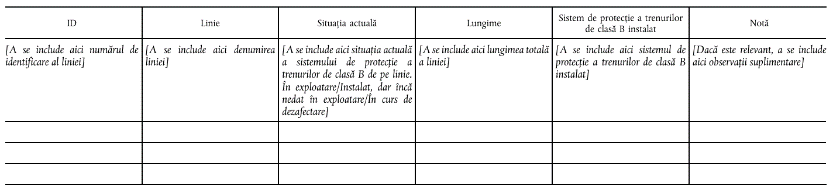 ID
Linie
Situația actuală
Lungime
Sistem de protecție a trenurilor
de clasă B instalat
Notă
[A se include aici numărul de
identificare al liniei]
[A se include aici denumirea
liniei]
[A se include aici situația actuală
a sistemului de protecție a
trenurilor de clasă B de pe linie.
În exploatare/Instalat, dar încă
nedat în exploatare/În curs de
dezafectare]
[A se include aici lungimea totală
a liniei]
[A se include aici sistemul de
protecție a trenurilor de clasă B
instalat]
[Dacă este relevant, a se include
aici observații suplimentare]